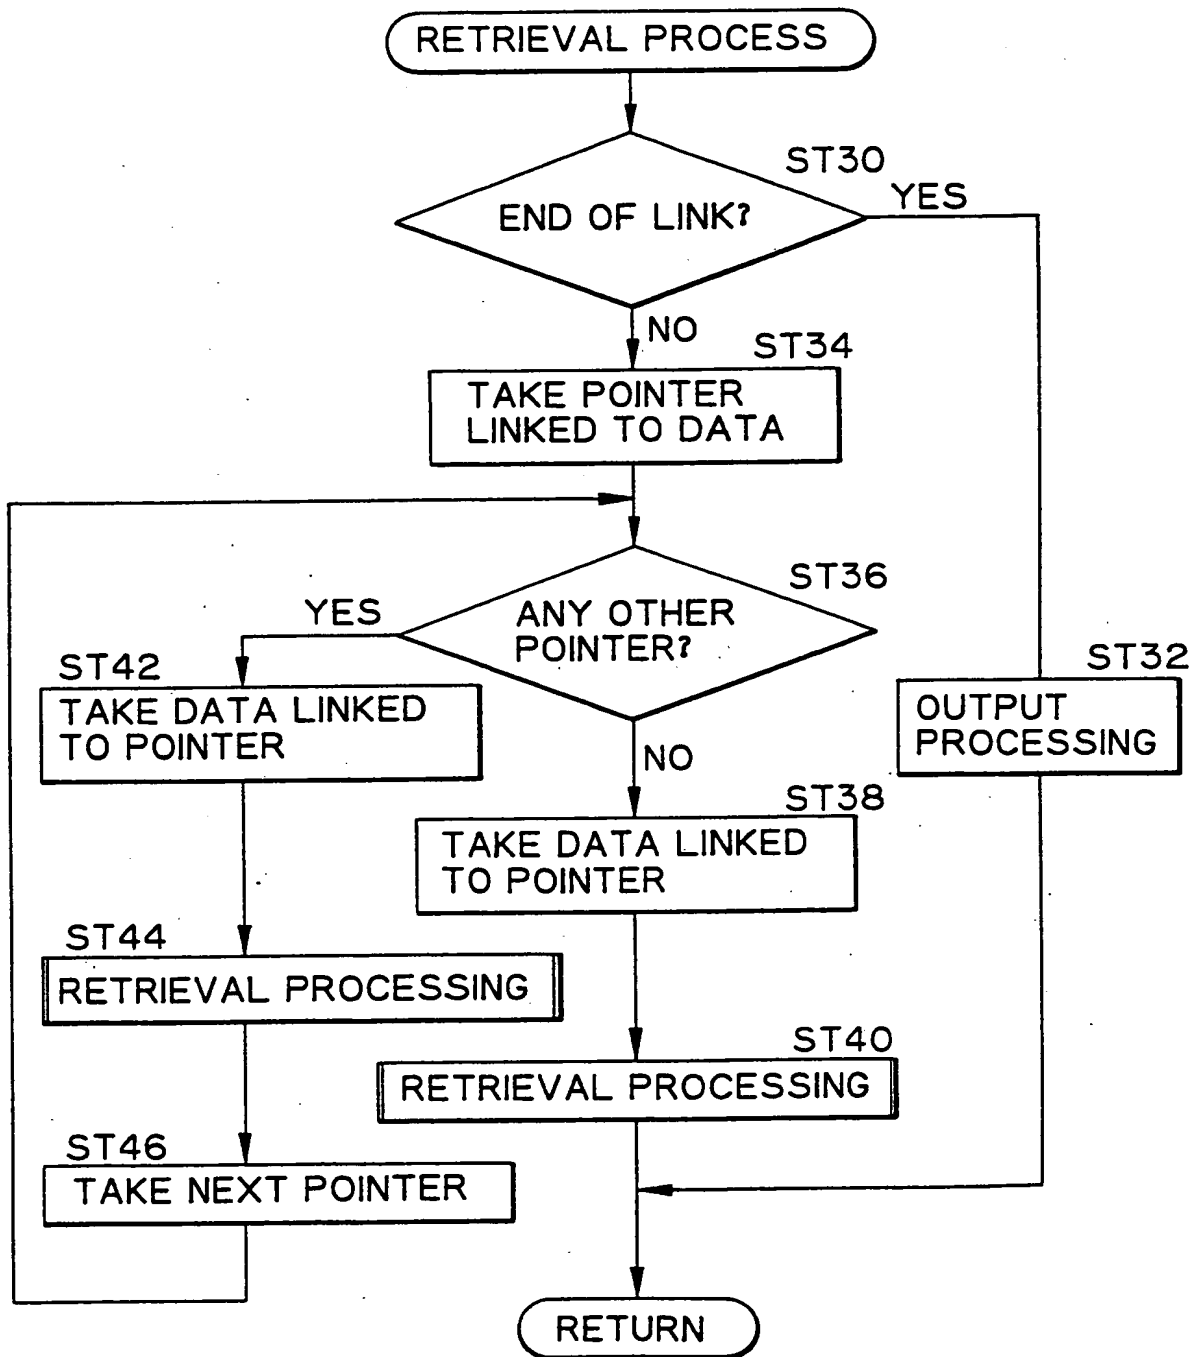 RETRIEVAL PROCESS
ST30
YES
END OF LINK?
NO
ST34
TAKE POINTER
LINKED TO DATA
ST36
YES
ANY OTHER
POINTER?
ST42
TAKE DATA LINKED
TO POINTER
ST32
OUTPUT
PROCESSING
NO
ST38
TAKE DATA LINKED
TO POINTER
ST44
RETRIEVAL PROCESSING
ST40
RETRIEVAL PROCESSING
ST46
TAKE NEXT POINTER
RETURN